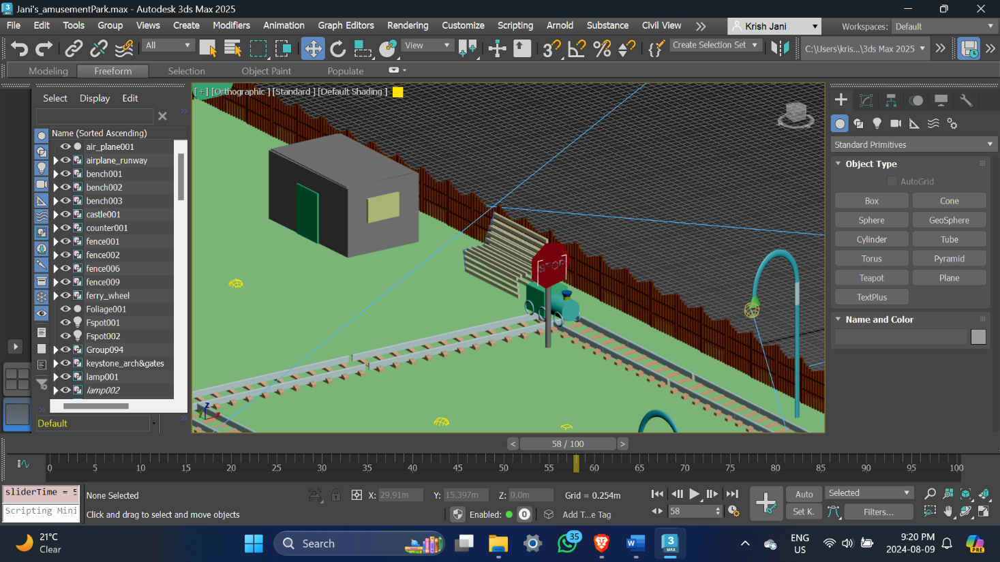 Jani's_amusementPark.max - Autodesk 3ds Max 2025
File Edit Tools Group Views Create Modifiers Animation Graph Editors Rendering Customize Scripting Arnold Substance Civil View Krish Jani Workspaces: Default
All View Create Selection Set C:\Users\kris...\3ds Max 2025
Modeling Freeform Selection Object Paint Populate
Select Display Edit
[ + ] [Orthographic ] [Standard ] [Default Shading ]
Name (Sorted Ascending)
air_plane001
airplane_runway
bench001
bench002
bench003
castle001
counter001
fence001
fence002
fence006
fence009
ferry_wheel
Foliage001
Fspot001
Fspot002
Group094
keystone_arch&gates
lamp001
lamp002
Default
STOP
z
x
Standard Primitives
Object Type
AutoGrid
Box Cone
Sphere GeoSphere
Cylinder Tube
Torus Pyramid
Teapot Plane
TextPlus
Name and Color
< 58 / 100 >
0 5 10 15 20 25 30 35 40 45 50 55 60 65 70 75 80 85 90 95 100
sliderTime = 5
Scripting Mini
None Selected
Click and drag to select and move objects
X: 29.91m Y: 15.397m Z: 0.0m Grid = 0.254m
Enabled: 0 Add T...e Tag
58
Auto Selected
Set K. Filters...
21°C
Clear
Search
35
3
MAX
ENG
US
9:20 PM
2024-08-09
PRE